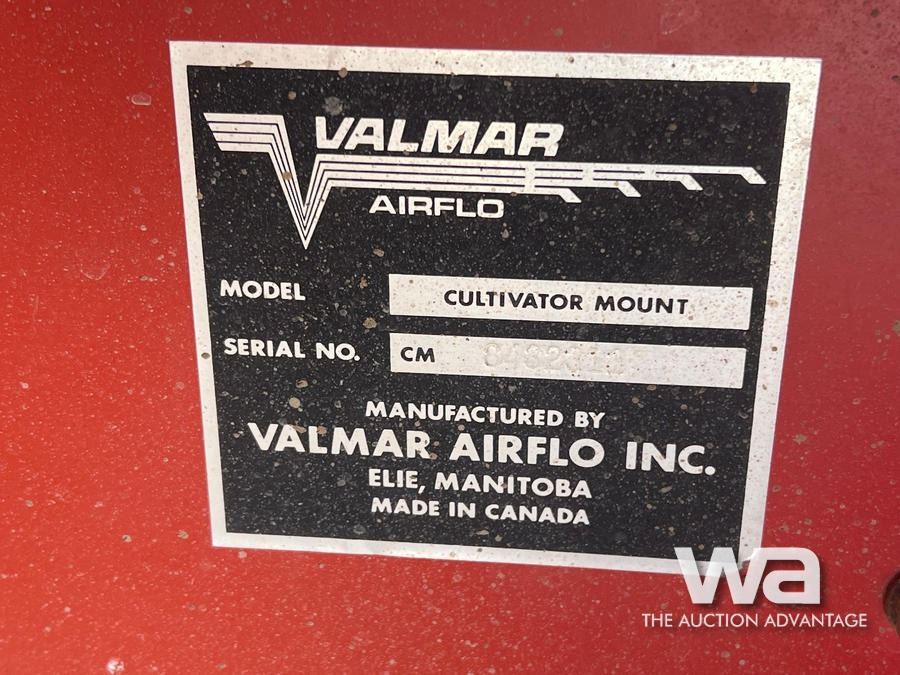 VALMAR
AIRFLO
MODEL CULTIVATOR MOUNT
SERIAL NO. CM
MANUFACTURED BY
VALMAR AIRFLO INC.
ELIE, MANITOBA
MADE IN CANADA
wa
THE AUCTION ADVANTAGE